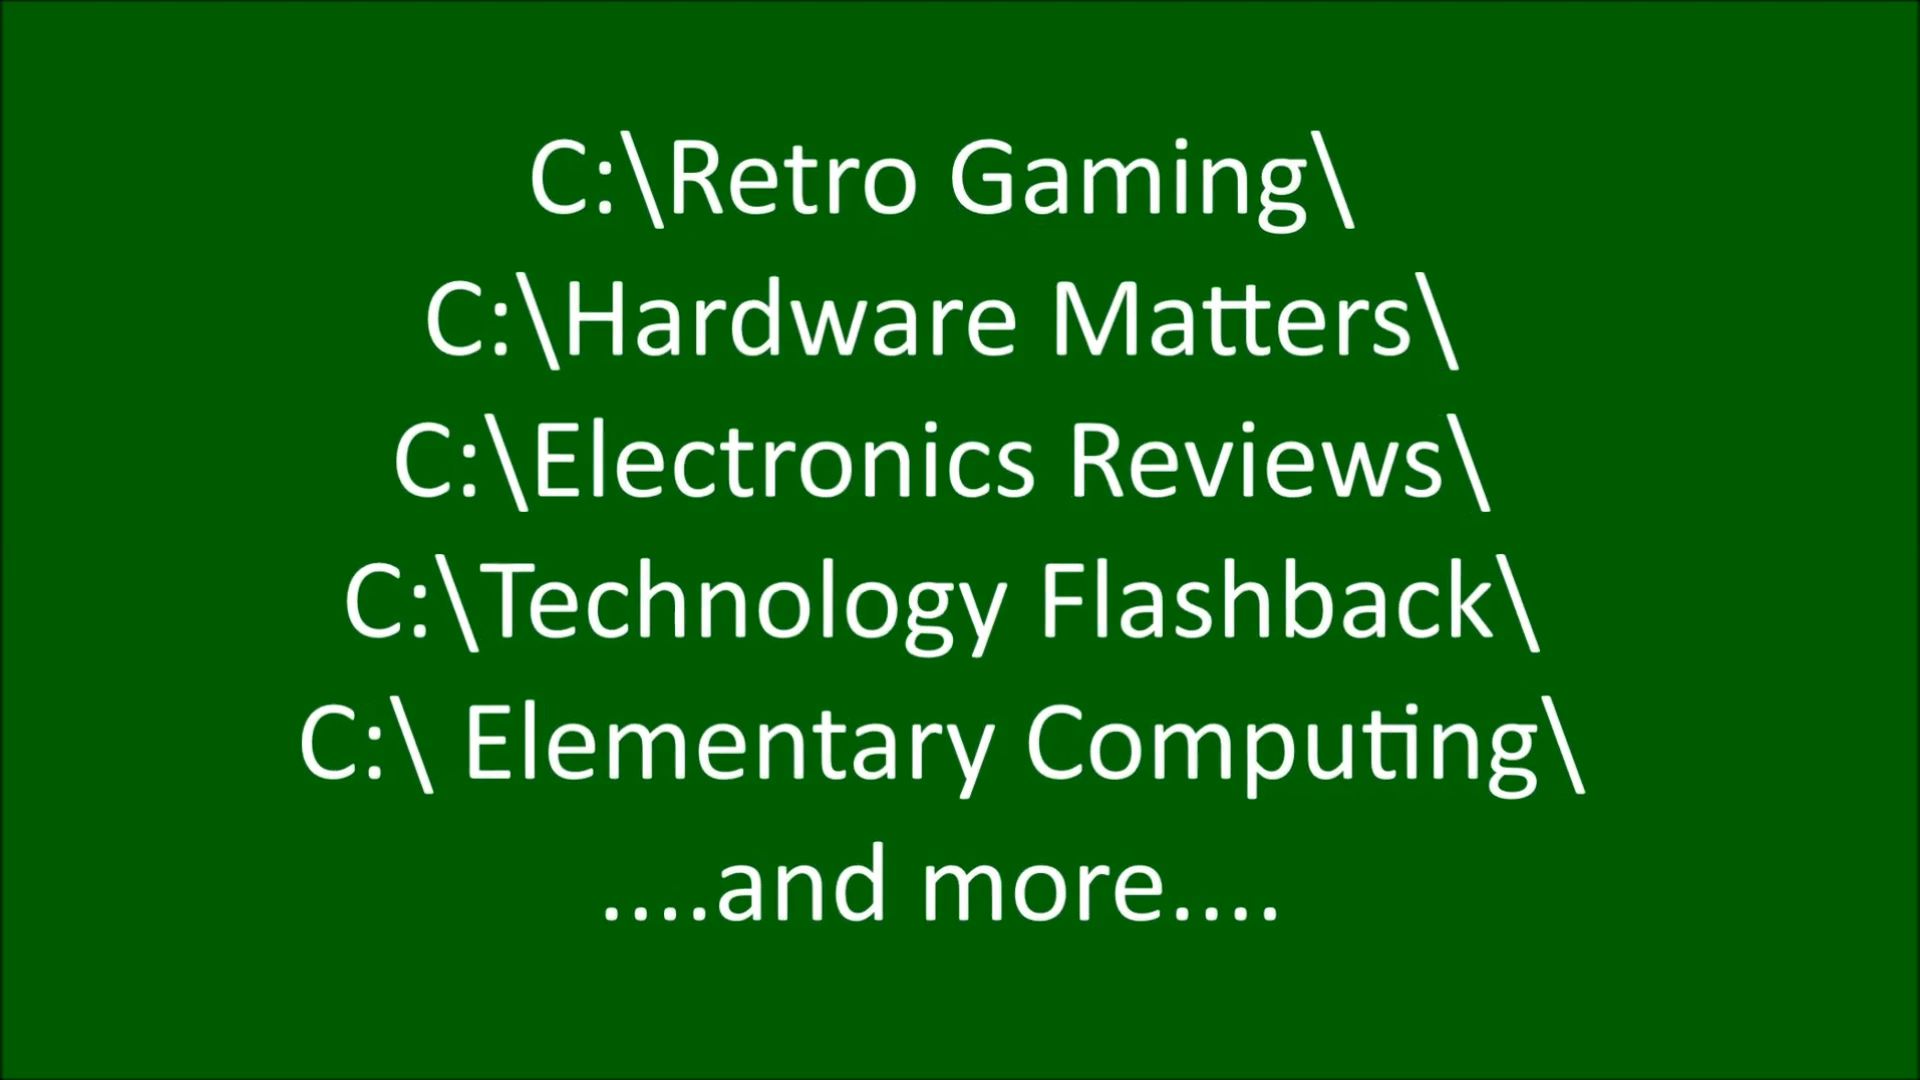 C:\Retro Gaming\
C:\Hardware Matters\
C:\Electronics Reviews\
C:\Technology Flashback\
C:\ Elementary Computing\
....and more....